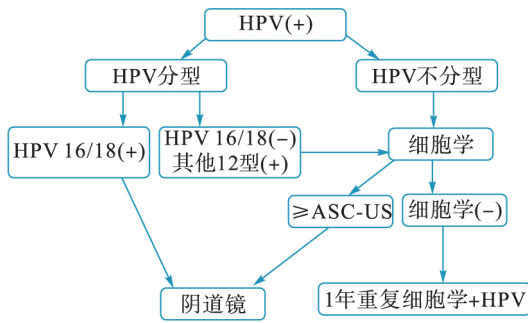 HPV(+)
HPV分型
HPV不分型
HPV 16/18(+)
HPV 16/18(-)
其他12型(+)
细胞学
≥ASC-US
细胞学(-)
阴道镜
1年重复细胞学+HPV